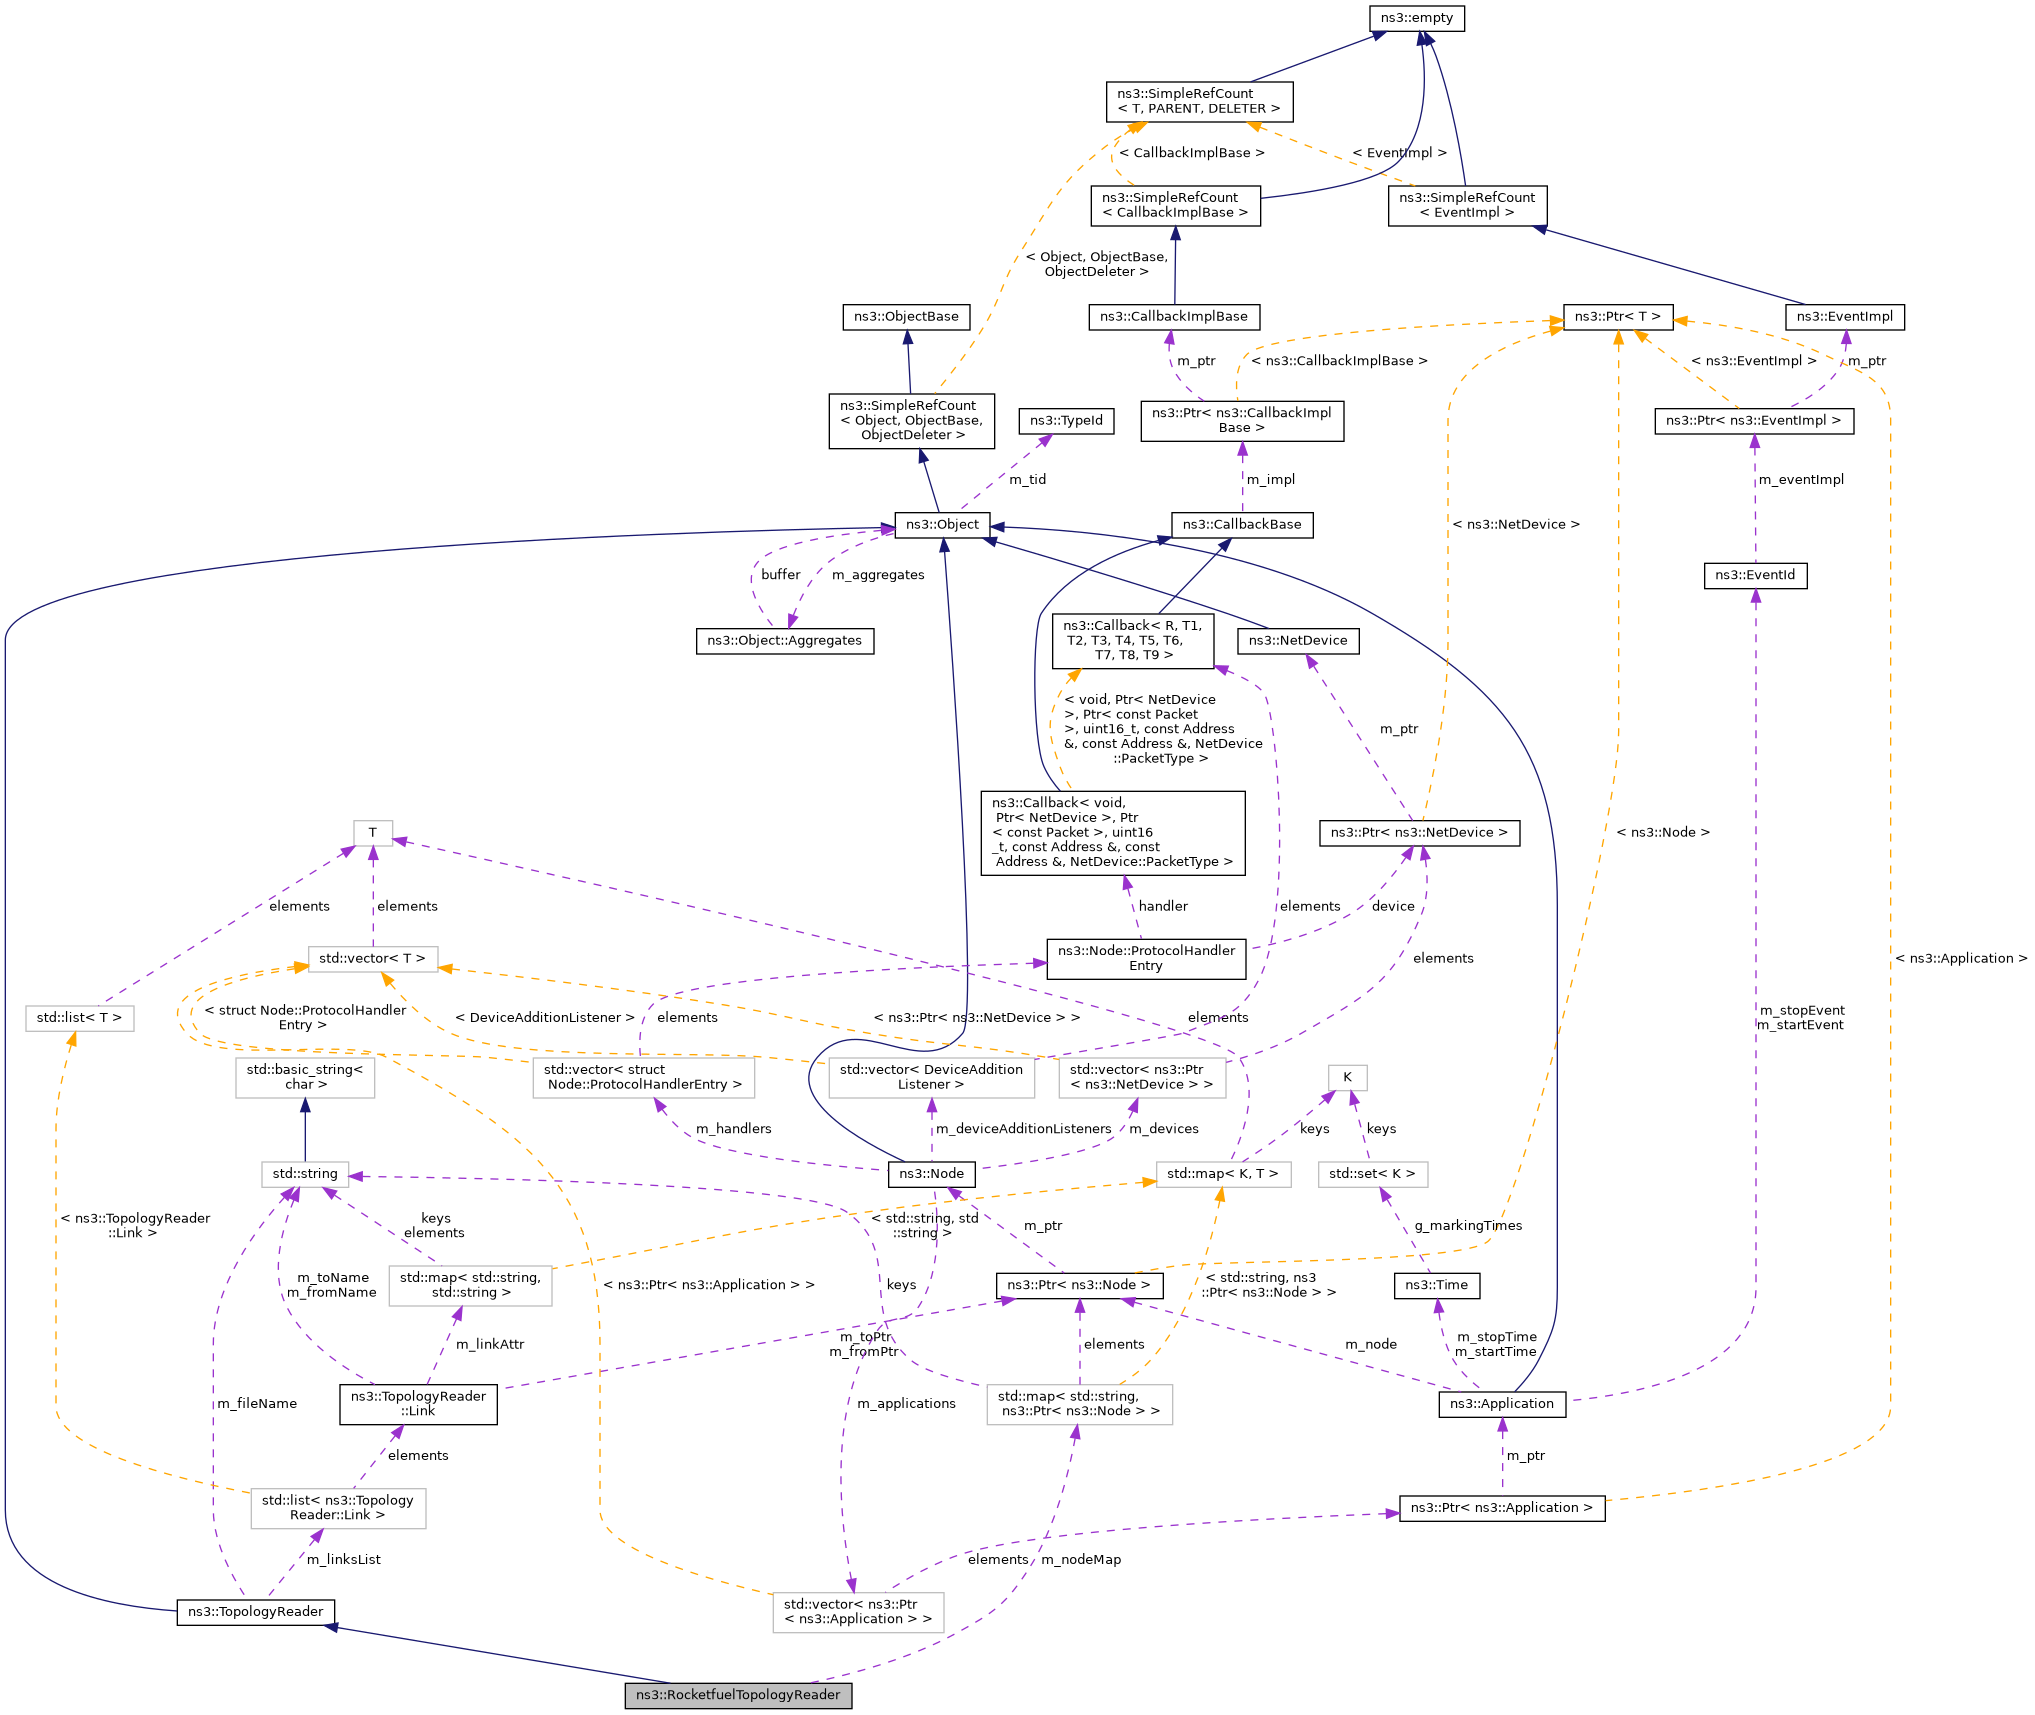 ns3::empty
ns3::SimpleRefCount
< T, PARENT, DELETER >
< CallbackImplBase >
< EventImpl >
ns3::SimpleRefCount
< CallbackImplBase >
ns3::SimpleRefCount
< EventImpl >
< Object, ObjectBase,
ObjectDeleter >
ns3::ObjectBase
ns3::CallbackImplBase
ns3::Ptr< T >
ns3::EventImpl
m_ptr
< ns3::CallbackImplBase >
< ns3::EventImpl >
m_ptr
ns3::SimpleRefCount
< Object, ObjectBase,
ObjectDeleter >
ns3::TypeId
ns3::Ptr< ns3::CallbackImpl
Base >
ns3::Ptr< ns3::EventImpl >
m_tid
m_impl
m_eventImpl
ns3::Object
ns3::CallbackBase
< ns3::NetDevice >
buffer
m_aggregates
ns3::EventId
ns3::Object::Aggregates
ns3::Callback< R, T1,
T2, T3, T4, T5, T6,
T7, T8, T9 >
ns3::NetDevice
< void, Ptr< NetDevice
>, Ptr< const Packet
>, uint16_t, const Address
&, const Address &, NetDevice
::PacketType >
m_ptr
T
ns3::Callback< void,
Ptr< NetDevice >, Ptr
< const Packet >, uint16
_t, const Address &, const
Address &, NetDevice::PacketType >
ns3::Ptr< ns3::NetDevice >
< ns3::Node >
elements
elements
handler
elements
device
std::vector< T >
ns3::Node::ProtocolHandler
Entry
elements
< ns3::Application >
std::list< T >
< struct Node::ProtocolHandler
Entry >
< DeviceAdditionListener >
elements
< ns3::Ptr< ns3::NetDevice > >
elements
m_stopEvent
m_startEvent
std::basic_string<
char >
std::vector< struct
Node::ProtocolHandlerEntry >
std::vector< DeviceAddition
Listener >
std::vector< ns3::Ptr
< ns3::NetDevice > >
K
m_handlers
m_deviceAdditionListeners
m_devices
keys
keys
std::string
ns3::Node
std::map< K, T >
std::set< K >
< ns3::TopologyReader
::Link >
keys
elements
< std::string, std
::string >
m_ptr
g_markingTimes
m_toName
m_fromName
std::map< std::string,
std::string >
< ns3::Ptr< ns3::Application > >
keys
ns3::Ptr< ns3::Node >
< std::string, ns3
::Ptr< ns3::Node > >
ns3::Time
m_linkAttr
m_toPtr
m_fromPtr
elements
m_node
m_stopTime
m_startTime
m_fileName
ns3::TopologyReader
::Link
m_applications
std::map< std::string,
ns3::Ptr< ns3::Node > >
ns3::Application
elements
m_ptr
std::list< ns3::Topology
Reader::Link >
ns3::Ptr< ns3::Application >
m_linksList
elements
m_nodeMap
ns3::TopologyReader
std::vector< ns3::Ptr
< ns3::Application > >
ns3::RocketfuelTopologyReader